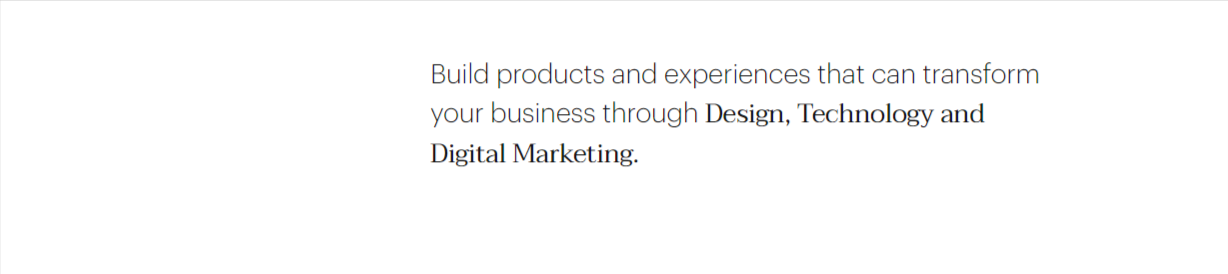 Build products and experiences that can transform
your business through Design, Technology and
Digital Marketing.